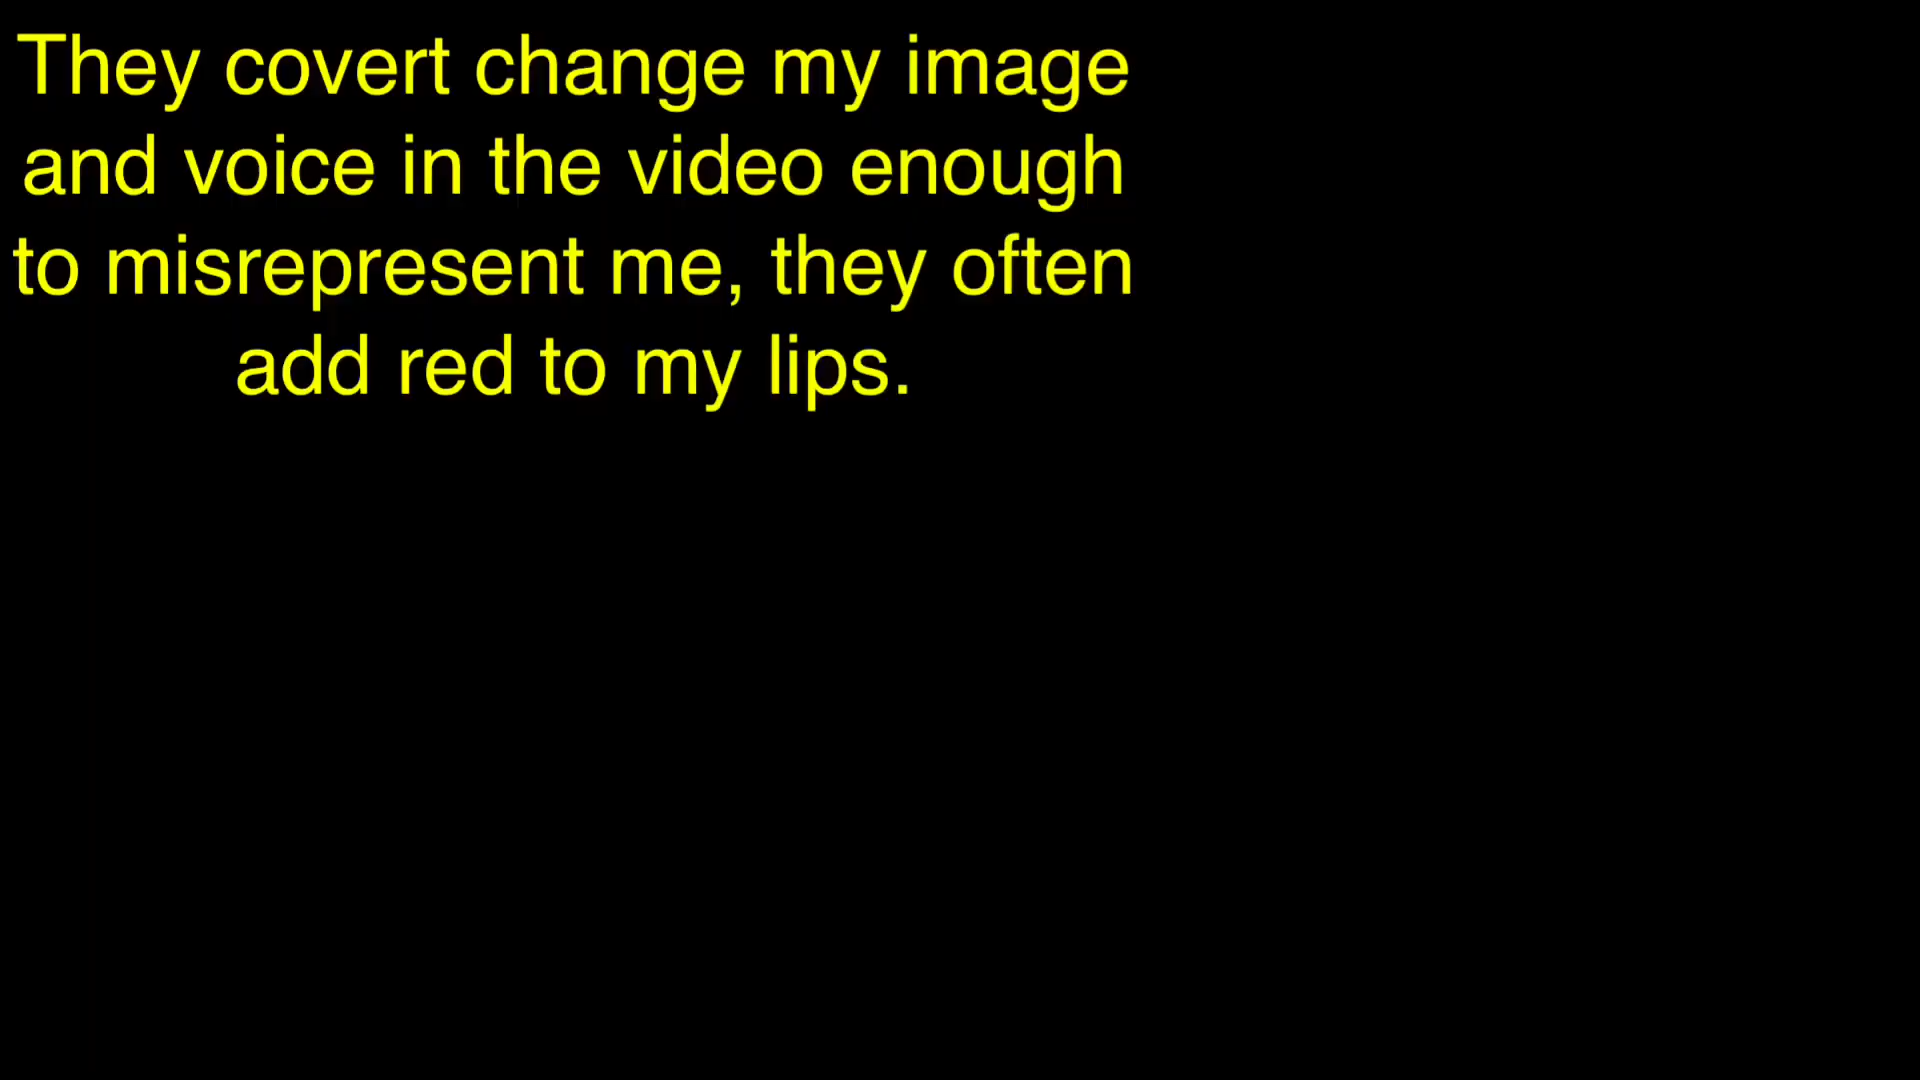 They covert change my image
and voice in the video enough
to misrepresent me, they often
add red to my lips.